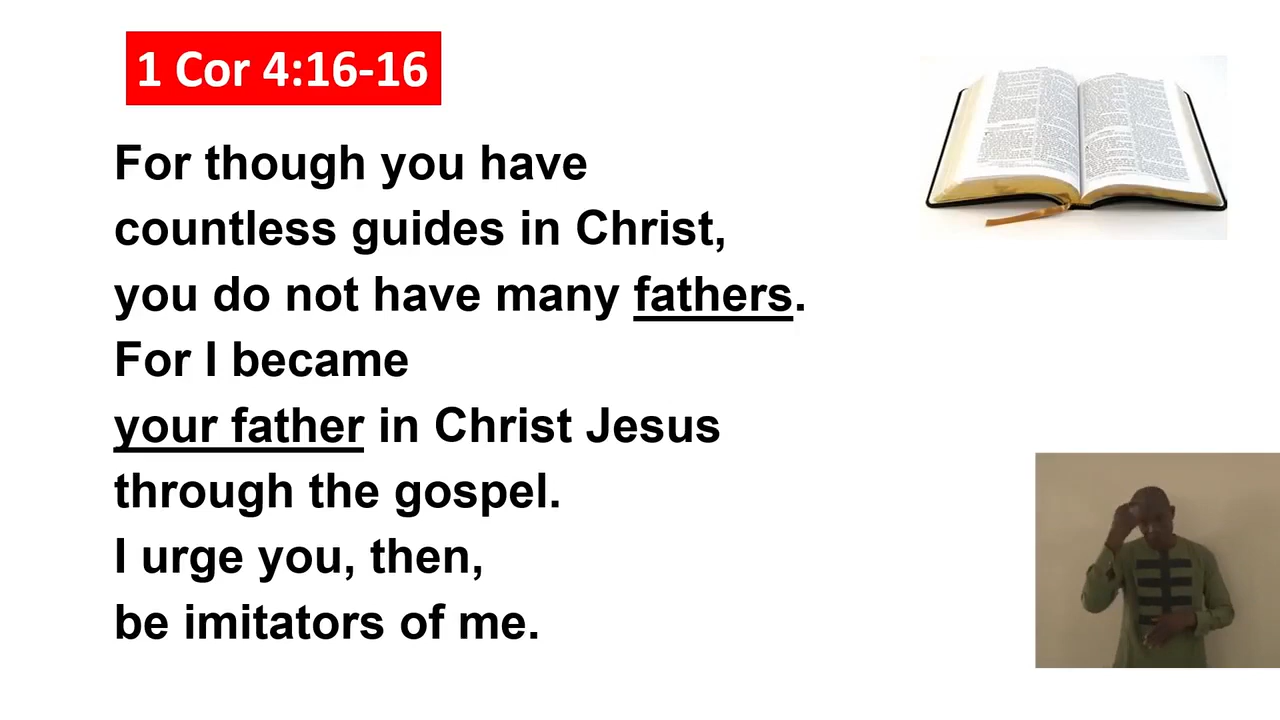 1 Cor 4:16-16
For though you have
countless guides in Christ,
you do not have many fathers.
For I became
your father in Christ Jesus
through the gospel.
I urge you, then,
be imitators of me.